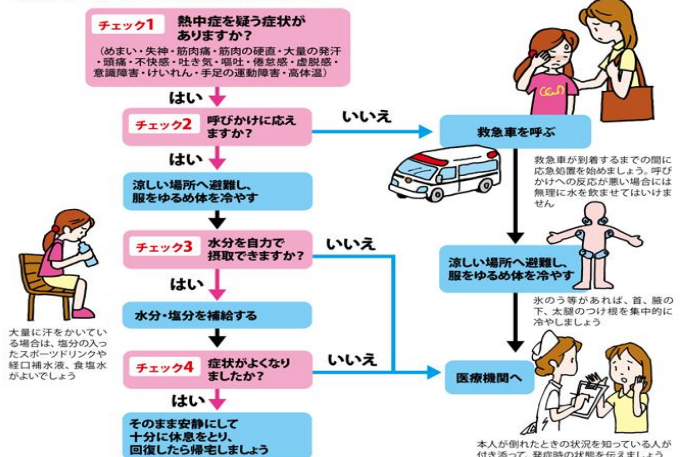 チェック1
熱中症を疑う症状が
ありますか?
(めまい・失神・筋肉痛・筋肉の硬直・大量の発汗
・頭痛・不快感・吐き気・嘔吐・倦怠感・虚脱感・
意識障害・けいれん・手足の運動障害・高体温)
はい
チェック2
呼びかけに応え
ますか?
いいえ
救急車を呼ぶ
救急車が到着するまでの間に
応急処置を始めましょう。呼び
かけへの反応が悪い場合には
無理に水を飲ませてはいけま
せん
はい
涼しい場所へ避難し、
服をゆるめ体を冷やす
チェック3
水分を自力で
摂取できますか?
いいえ
涼しい場所へ避難し、
服をゆるめ体を冷やす
氷のう等があれば、首、腋の
下、太腿のつけ根を集中的に
冷やしましょう
はい
水分・塩分を補給する
大量に汗をかいてい
る場合は、塩分の入っ
たスポーツドリンクや
経口補水液、食塩水
がよいでしょう
チェック4
症状がよくなり
ましたか?
いいえ
医療機関へ
はい
そのまま安静にして
十分に休息をとり、
回復したら帰宅しましょう
本人が倒れたときの状況を知っている人が
付き添って、発症時の状態を伝えましょう